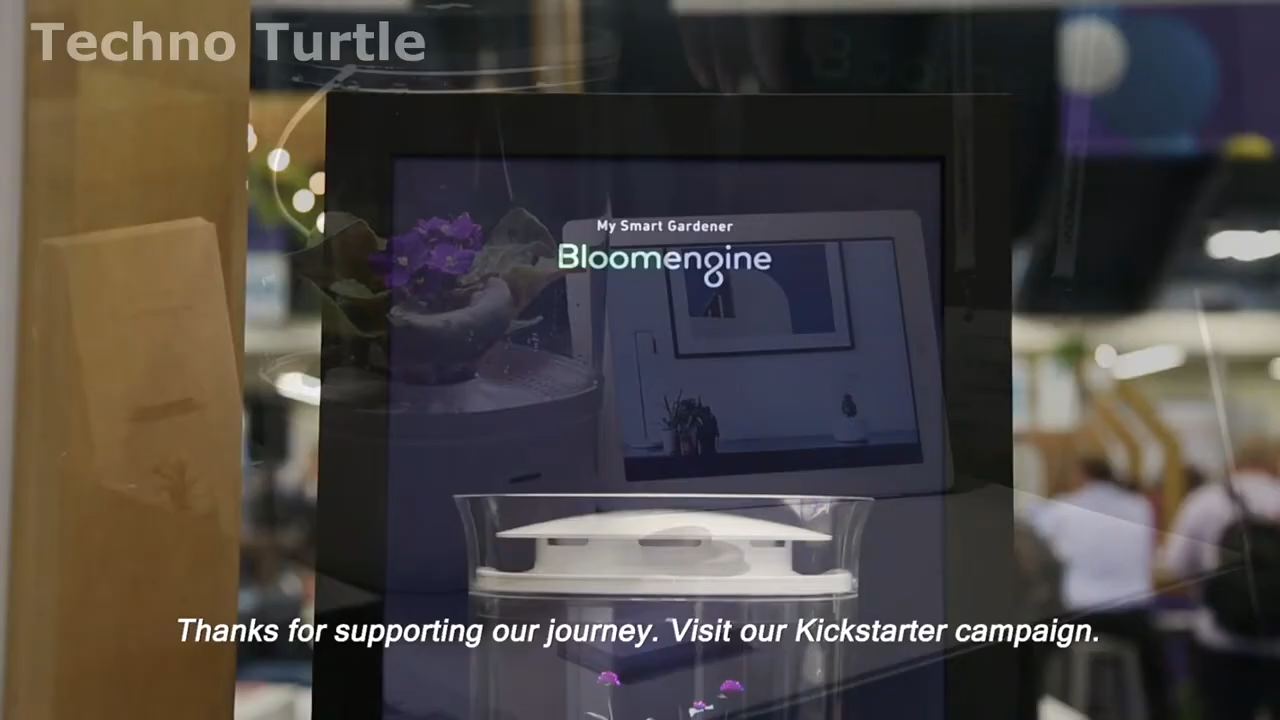 Techno Turtle
My Smart Gardener
Bloomengine
Thanks for supporting our journey. Visit our Kickstarter campaign.